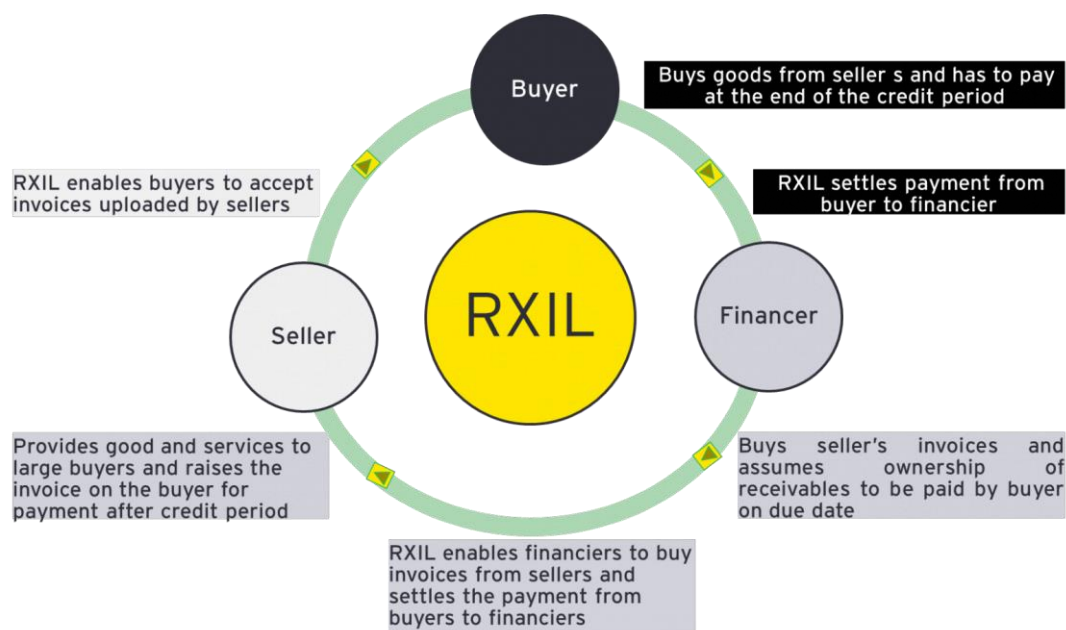 Buyer
Buys goods from seller s and has to pay
at the end of the credit period
RXIL enables buyers to accept
invoices uploaded by sellers
RXIL settles payment from
buyer to financier
RXIL
Seller
Financer
Provides good and services to
large buyers and raises the
invoice on the buyer for
payment after credit period
Buys seller's invoices and
assumes ownership of
receivables to be paid by buyer
on due date
RXIL enables financiers to buy
invoices from sellers and
settles the payment from
buyers to financiers